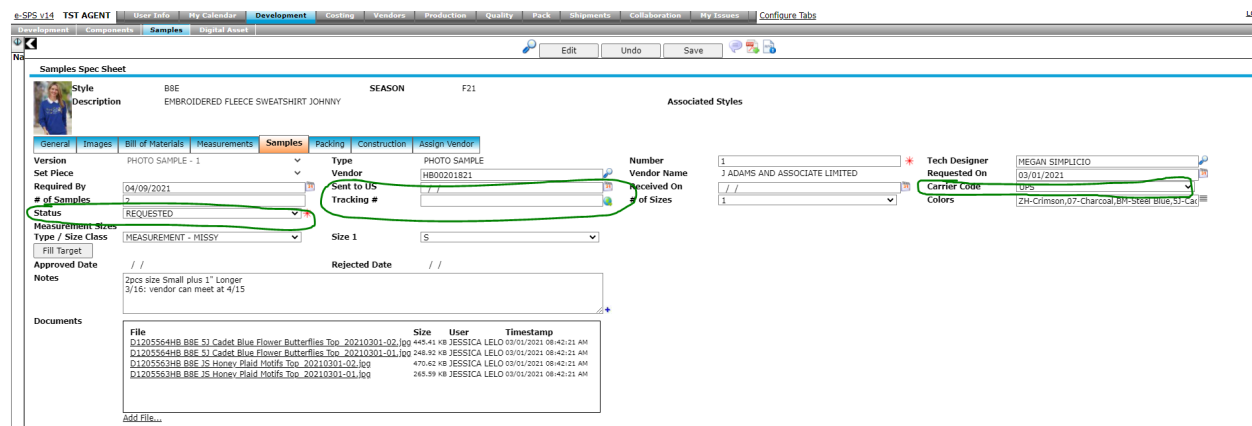 e-SPS v14 TST AGENT User Info My Calendar Development Costing Vendors Production Quality Pack Shipments Collaboration My Issues Configure Tabs
Development Components Samples Digital Asset
Na
Edit Undo Save
Samples Spec Sheet
Style B8E SEASON F21
Description EMBROIDERED FLEECE SWEATSHIRT JOHNNY Associated Styles
General Images Bill of Materials Measurements Samples Packing Construction Assign Vendor
Version PHOTO SAMPLE - 1 Type PHOTO SAMPLE Number 1 * Tech Designer MEGAN SIMPLICIO
Set Piece Vendor HB00201821 Vendor Name J ADAMS AND ASSOCIATE LIMITED Requested On 03/01/2021
Required By 04/09/2021 Sent to US / / Received On / / Carrier Code UPS
# of Samples 2 Tracking # # of Sizes 1 Colors ZH-Crimson,07-Charcoal,BM-Steel Blue,5J-Cad
Status REQUESTED *
Measurement Sizes
Type / Size Class MEASUREMENT - MISSY Size 1 S
Fill Target
Approved Date / / Rejected Date / /
Notes 2pcs size Small plus 1" Longer
3/16: vendor can meet at 4/15
Documents
File Size User Timestamp
D1205564HB B8E 5J Cadet Blue Flower Butterflies Top_20210301-02.jpg 445.41 KB JESSICA LELO 03/01/2021 08:42:21 AM
D1205564HB B8E 5J Cadet Blue Flower Butterflies Top_20210301-01.jpg 248.92 KB JESSICA LELO 03/01/2021 08:42:21 AM
D1205563HB B8E JS Honey Plaid Motifs Top_20210301-02.jpg 470.62 KB JESSICA LELO 03/01/2021 08:42:21 AM
D1205563HB B8E JS Honey Plaid Motifs Top_20210301-01.jpg 265.59 KB JESSICA LELO 03/01/2021 08:42:21 AM
Add File...